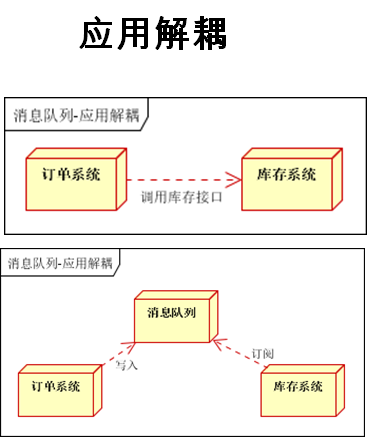 应用解耦
消息队列-应用解耦
订单系统
库存系统
调用库存接口
消息队列-应用解耦
消息队列
写入
订阅
订单系统
库存系统